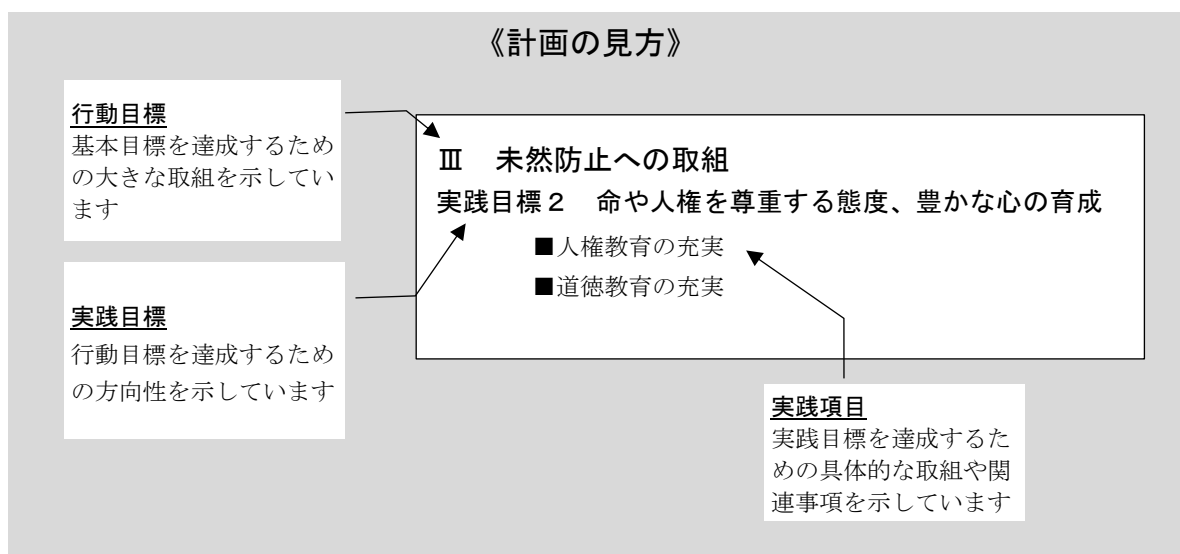 《計画の見方》
行動目標
基本目標を達成するため
の大きな取組を示してい
ます
Ⅲ 未然防止への取組
実践目標２ 命や人権を尊重する態度、豊かな心の育成
■人権教育の充実
■道徳教育の充実
実践目標
行動目標を達成するため
の方向性を示しています
実践項目
実践目標を達成するた
めの具体的な取組や関
連事項を示しています